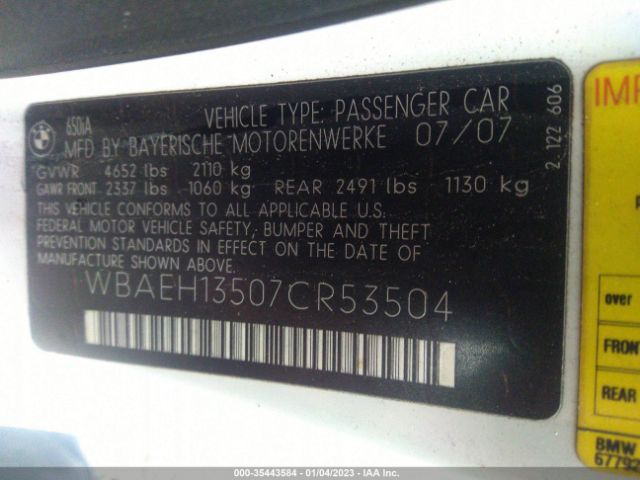 BMW
650iA
VEHICLE TYPE: PASSENGER CAR
MFD BY BAYERISCHE MOTORENWERKE 07/07
GVWR 4652 lbs 2110 kg
GAWR FRONT 2337 lbs 1060 kg REAR 2491 lbs 1130 kg
THIS VEHICLE CONFORMS TO ALL APPLICABLE U.S.
FEDERAL MOTOR VEHICLE SAFETY, BUMPER AND THEFT
PREVENTION STANDARDS IN EFFECT ON THE DATE OF
MANUFACTURE SHOWN ABOVE.
WBAEH13507CR53504
2 122 606
IMP
over
FRON
REAR
BMW
67792
000-35443584 - 01/04/2023 - IAA Inc.